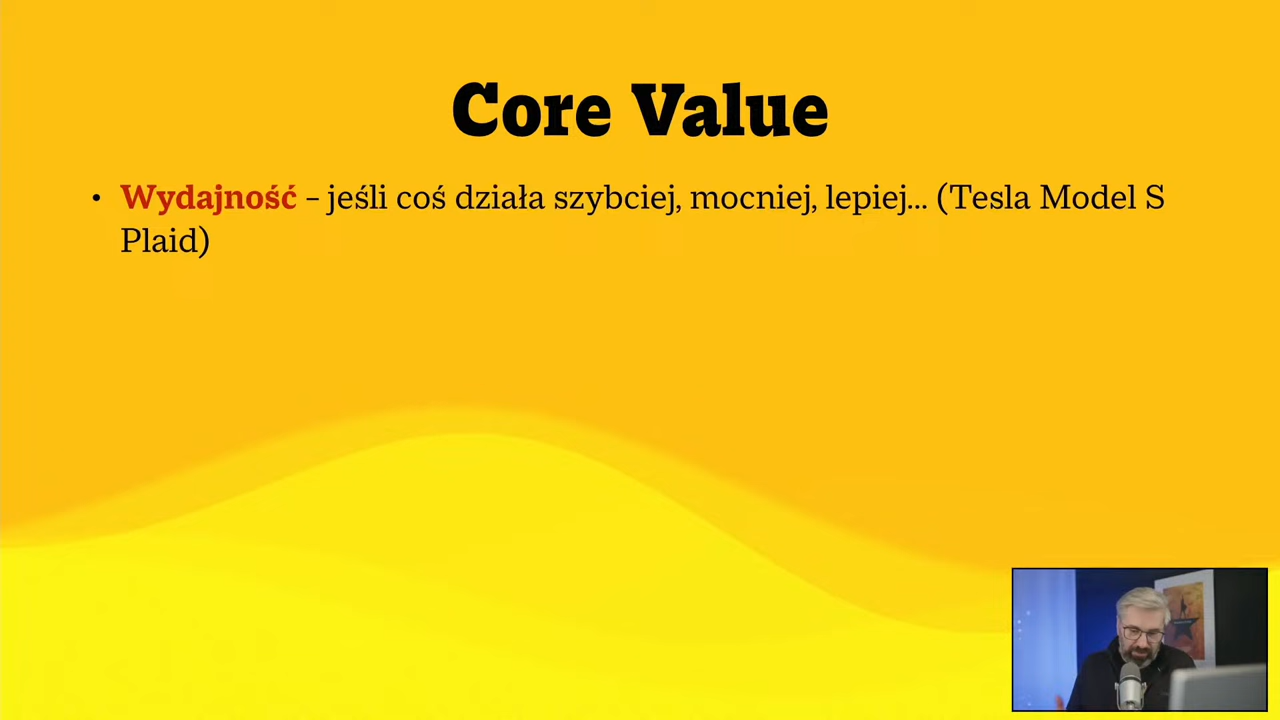 Core Value
• Wydajność – jeśli coś działa szybciej, mocniej, lepiej... (Tesla Model S
Plaid)